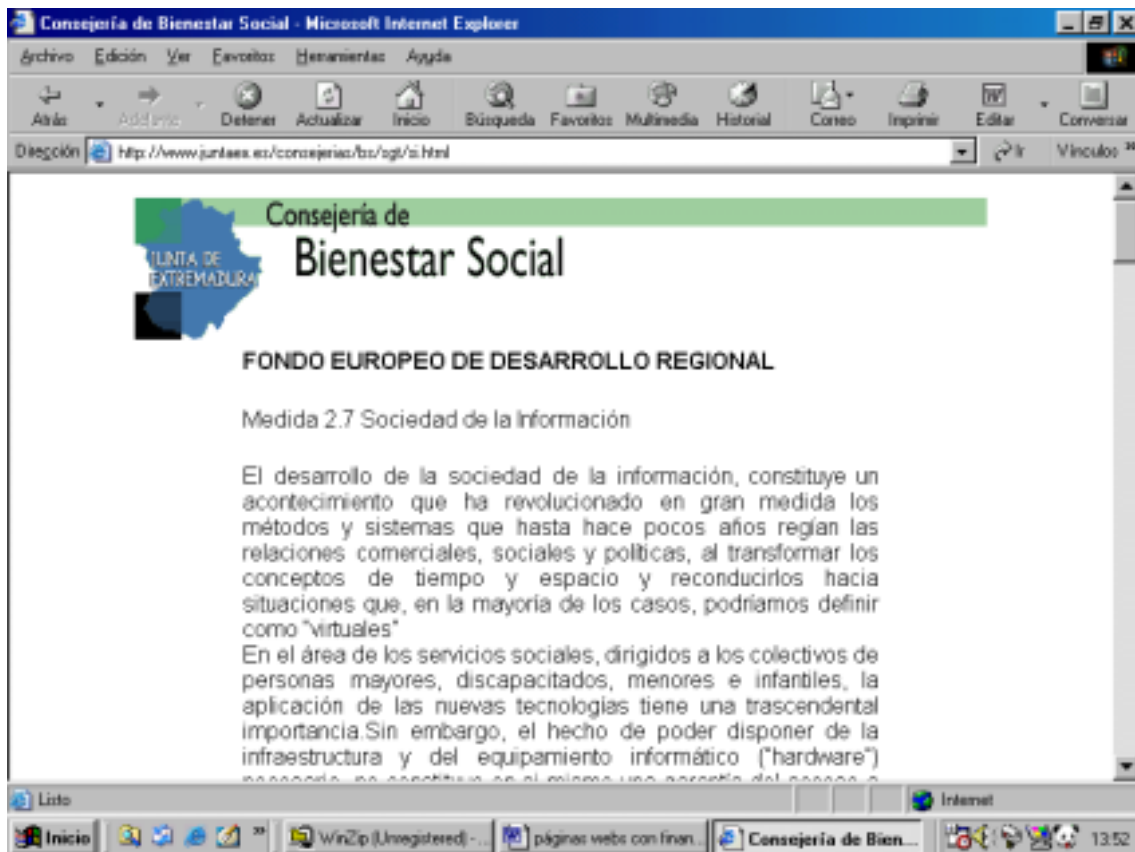 Consejería de Bienestar Social - Microsoft Internet Explorer
Archivo Edición Ver Favoritos Herramientas Ayuda
Atrás Adelante Detener Actualizar Inicio Búsqueda Favoritos Multimedia Historial Correo Imprimir Editar Conversar
Dirección http://www.juntaex.es/consejerias/bs/sgt/si.html Ir Vínculos »
Consejería de
Bienestar Social
JUNTA DE
EXTREMADURA
FONDO EUROPEO DE DESARROLLO REGIONAL
Medida 2.7 Sociedad de la Información
El desarrollo de la sociedad de la información, constituye un
acontecimiento que ha revolucionado en gran medida los
métodos y sistemas que hasta hace pocos años regían las
relaciones comerciales, sociales y políticas, al transformar los
conceptos de tiempo y espacio y reconducirlos hacia
situaciones que, en la mayoría de los casos, podríamos definir
como "virtuales"
En el área de los servicios sociales, dirigidos a los colectivos de
personas mayores, discapacitados, menores e infantiles, la
aplicación de las nuevas tecnologías tiene una trascendental
importancia.Sin embargo, el hecho de poder disponer de la
infraestructura y del equipamiento informático ("hardware")
Listo Internet
Inicio » WinZip (Unregistered) -... páginas webs con finan... Consejería de Bien... 13:52